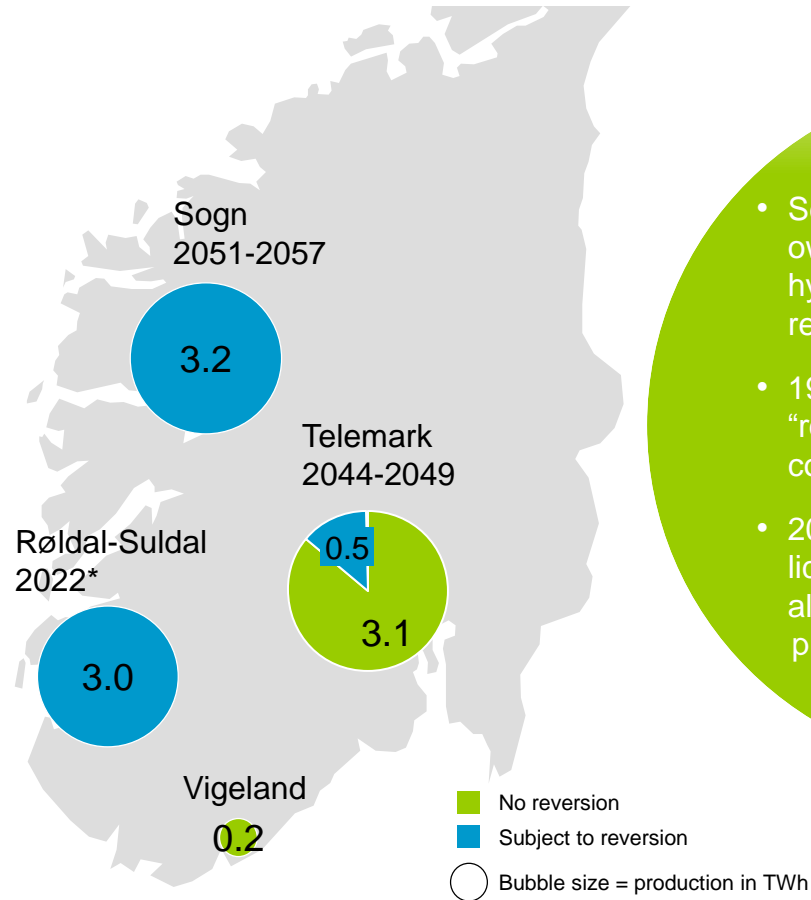 Sogn
2051-2057
3.2
Telemark
2044-2049
0.5
3.1
Røldal-Suldal
2022*
3.0
Vigeland
0.2
No reversion
Subject to reversion
Bubble size = production in TWh
•
•
•